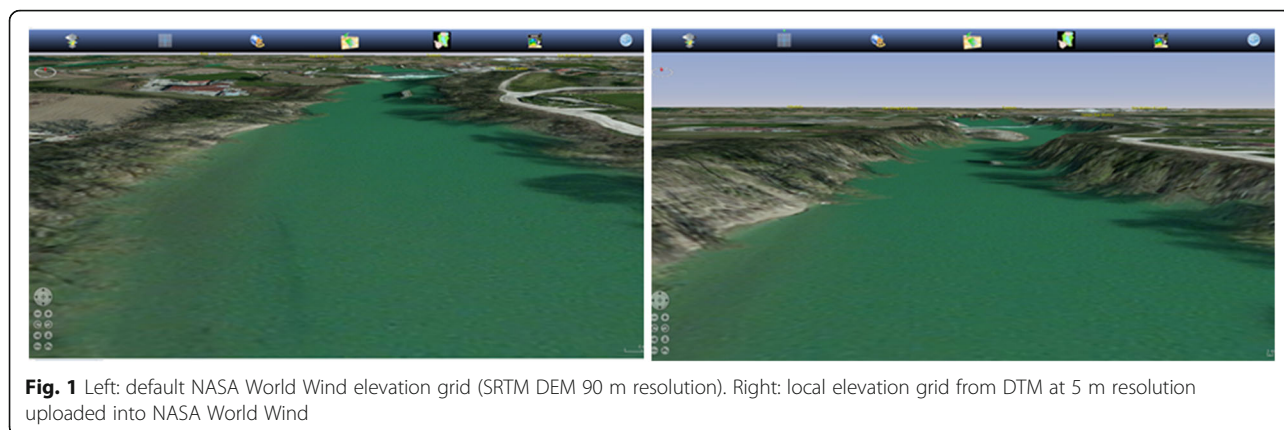 Fig. 1 Left: default NASA World Wind elevation grid (SRTM DEM 90 m resolution). Right: local elevation grid from DTM at 5 m resolution
uploaded into NASA World Wind